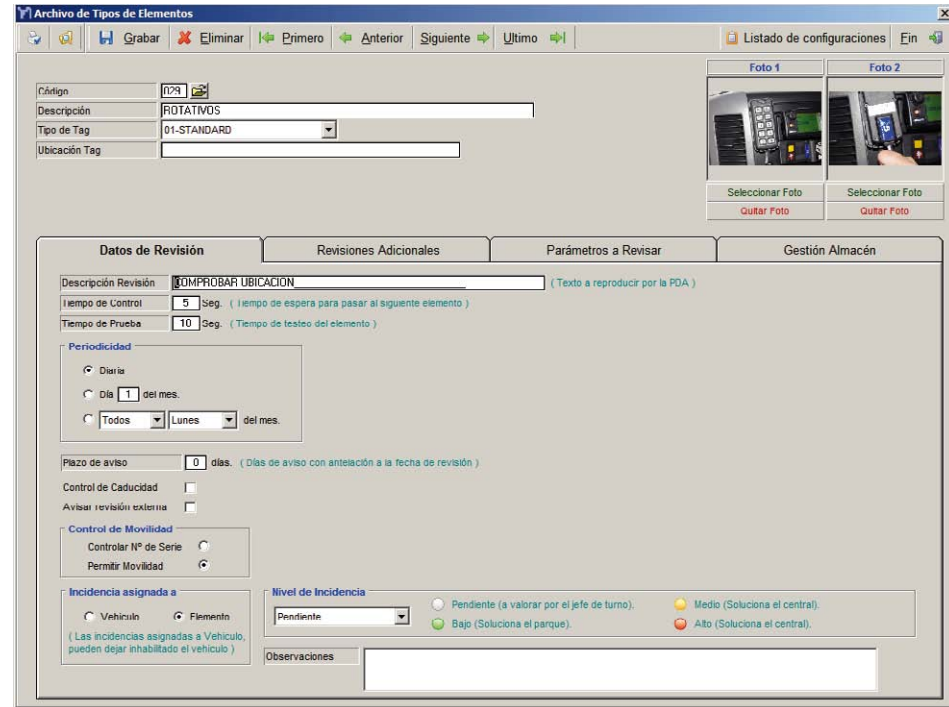 Archivo de Tipos de Elementos
Grabar Eliminar Primero Anterior Siguiente Ultimo Listado de configuraciones Fin
Foto 1 Foto 2
Código 029
Descripción ROTATIVOS
Tipo de Tag 01-STANDARD
Ubicación Tag
Seleccionar Foto Seleccionar Foto
Quitar Foto Quitar Foto
Datos de Revisión Revisiones Adicionales Parámetros a Revisar Gestión Almacén
Descripción Revisión COMPROBAR UBICACION ( Texto a reproducir por la PDA )
Tiempo de Control 5 Seg. ( Tiempo de espera para pasar al siguiente elemento )
Tiempo de Prueba 10 Seg. ( Tiempo de testeo del elemento )
Periodicidad
Diaria
Día 1 del mes.
Todos Lunes del mes.
Plazo de aviso 0 días. ( Días de aviso con antelación a la fecha de revisión )
Control de Caducidad
Avisar revisión externa
Control de Movilidad
Controlar Nº de Serie
Permitir Movilidad
Incidencia asignada a
Vehículo Elemento
( Las incidencias asignadas a Vehículo,
pueden dejar inhabilitado el vehículo )
Nivel de Incidencia
Pendiente
Pendiente (a valorar por el jefe de turno). Medio (Soluciona el central).
Bajo (Soluciona el parque). Alto (Soluciona el central).
Observaciones